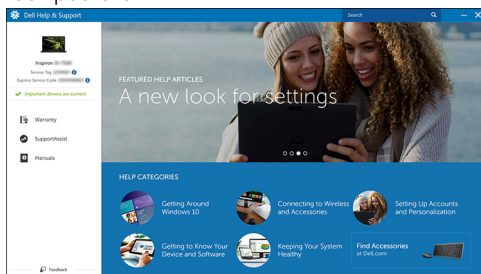 Dell Help & Support
Search
Inspiron
Service Tag
Express Service Code
Important drivers are current
Warranty
SupportAssist
Manuals
Feedback
FEATURED HELP ARTICLES
A new look for settings
HELP CATEGORIES
Getting Around
Windows 10
Connecting to Wireless
and Accessories
Setting Up Accounts
and Personalization
Getting to Know Your
Device and Software
Keeping Your System
Healthy
Find Accessories
at Dell.com